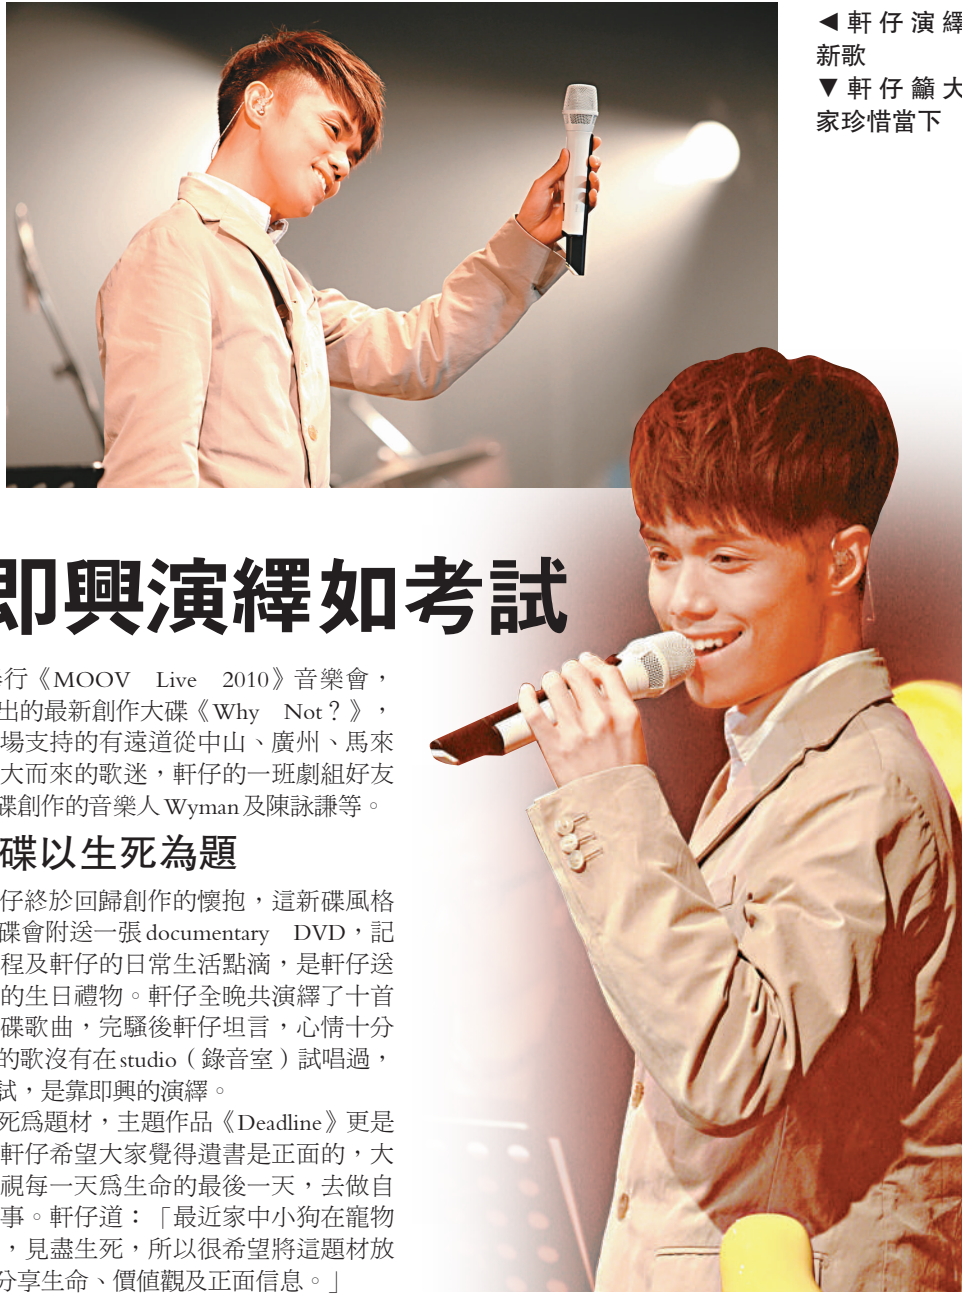 ◀軒仔演繹
新歌
▼軒仔籲大
家珍惜當下
即興演繹如考試
行《MOOV Live 2010》音樂會，
出的最新創作大碟《Why Not？》，
場支持的有遠道從中山、廣州、馬來
大而來的歌迷，軒仔的一班劇組好友
碟創作的音樂人Wyman及陳詠謙等。
碟以生死為題
仔終於回歸創作的懷抱，這新碟風格
碟會附送一張documentary DVD，記
程及軒仔的日常生活點滴，是軒仔送
的生日禮物。軒仔全晚共演繹了十首
碟歌曲，完騷後軒仔坦言，心情十分
的歌沒有在studio（錄音室）試唱過，
試，是靠即興的演繹。
死爲題材，主題作品《Deadline》更是
軒仔希望大家覺得遺書是正面的，大
視每一天爲生命的最後一天，去做自
事。軒仔道：「最近家中小狗在寵物
，見盡生死，所以很希望將這題材放
分享生命、價值觀及正面信息。」